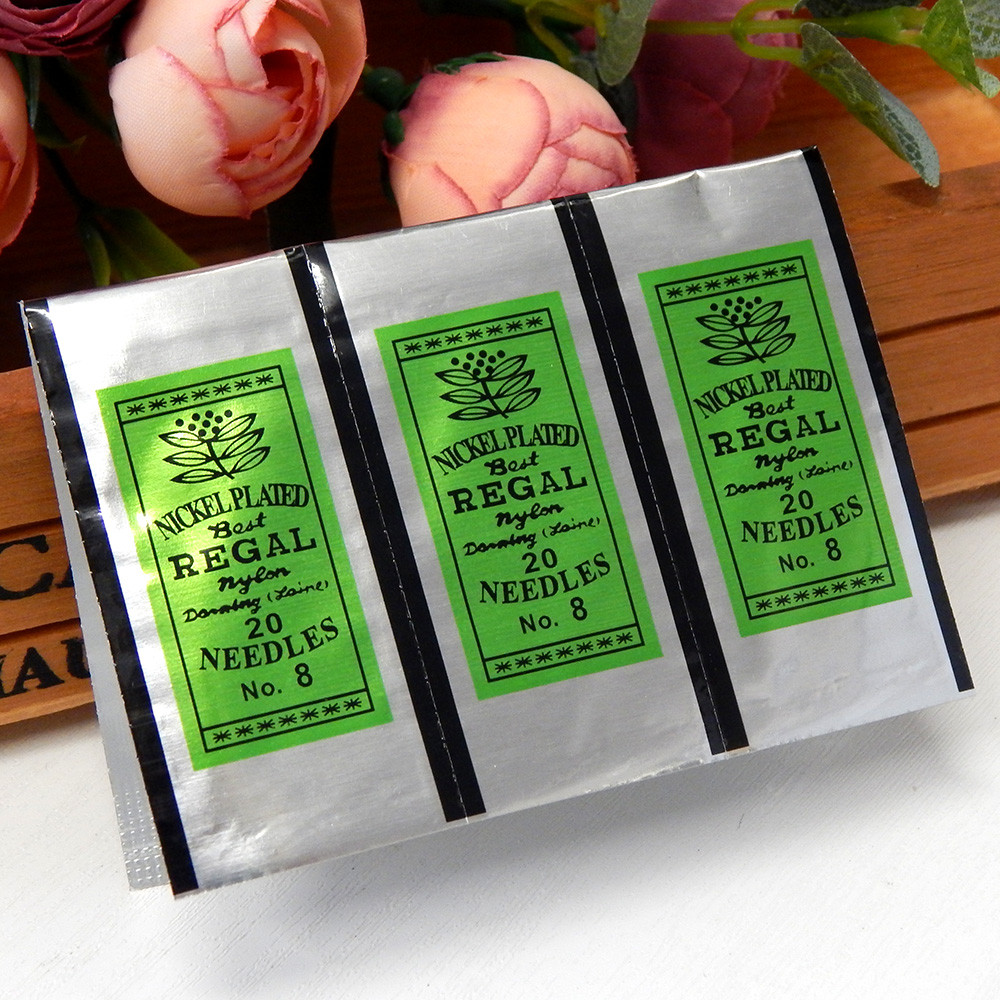 NICKEL PLATED
Best
REGAL
Nylon
Darning (Laine)
20
NEEDLES
No. 8
NICKEL PLATED
Best
REGAL
Nylon
Darning (Laine)
20
NEEDLES
No. 8
NICKEL PLATED
Best
REGAL
Nylon
Darning (Laine)
20
NEEDLES
No. 8